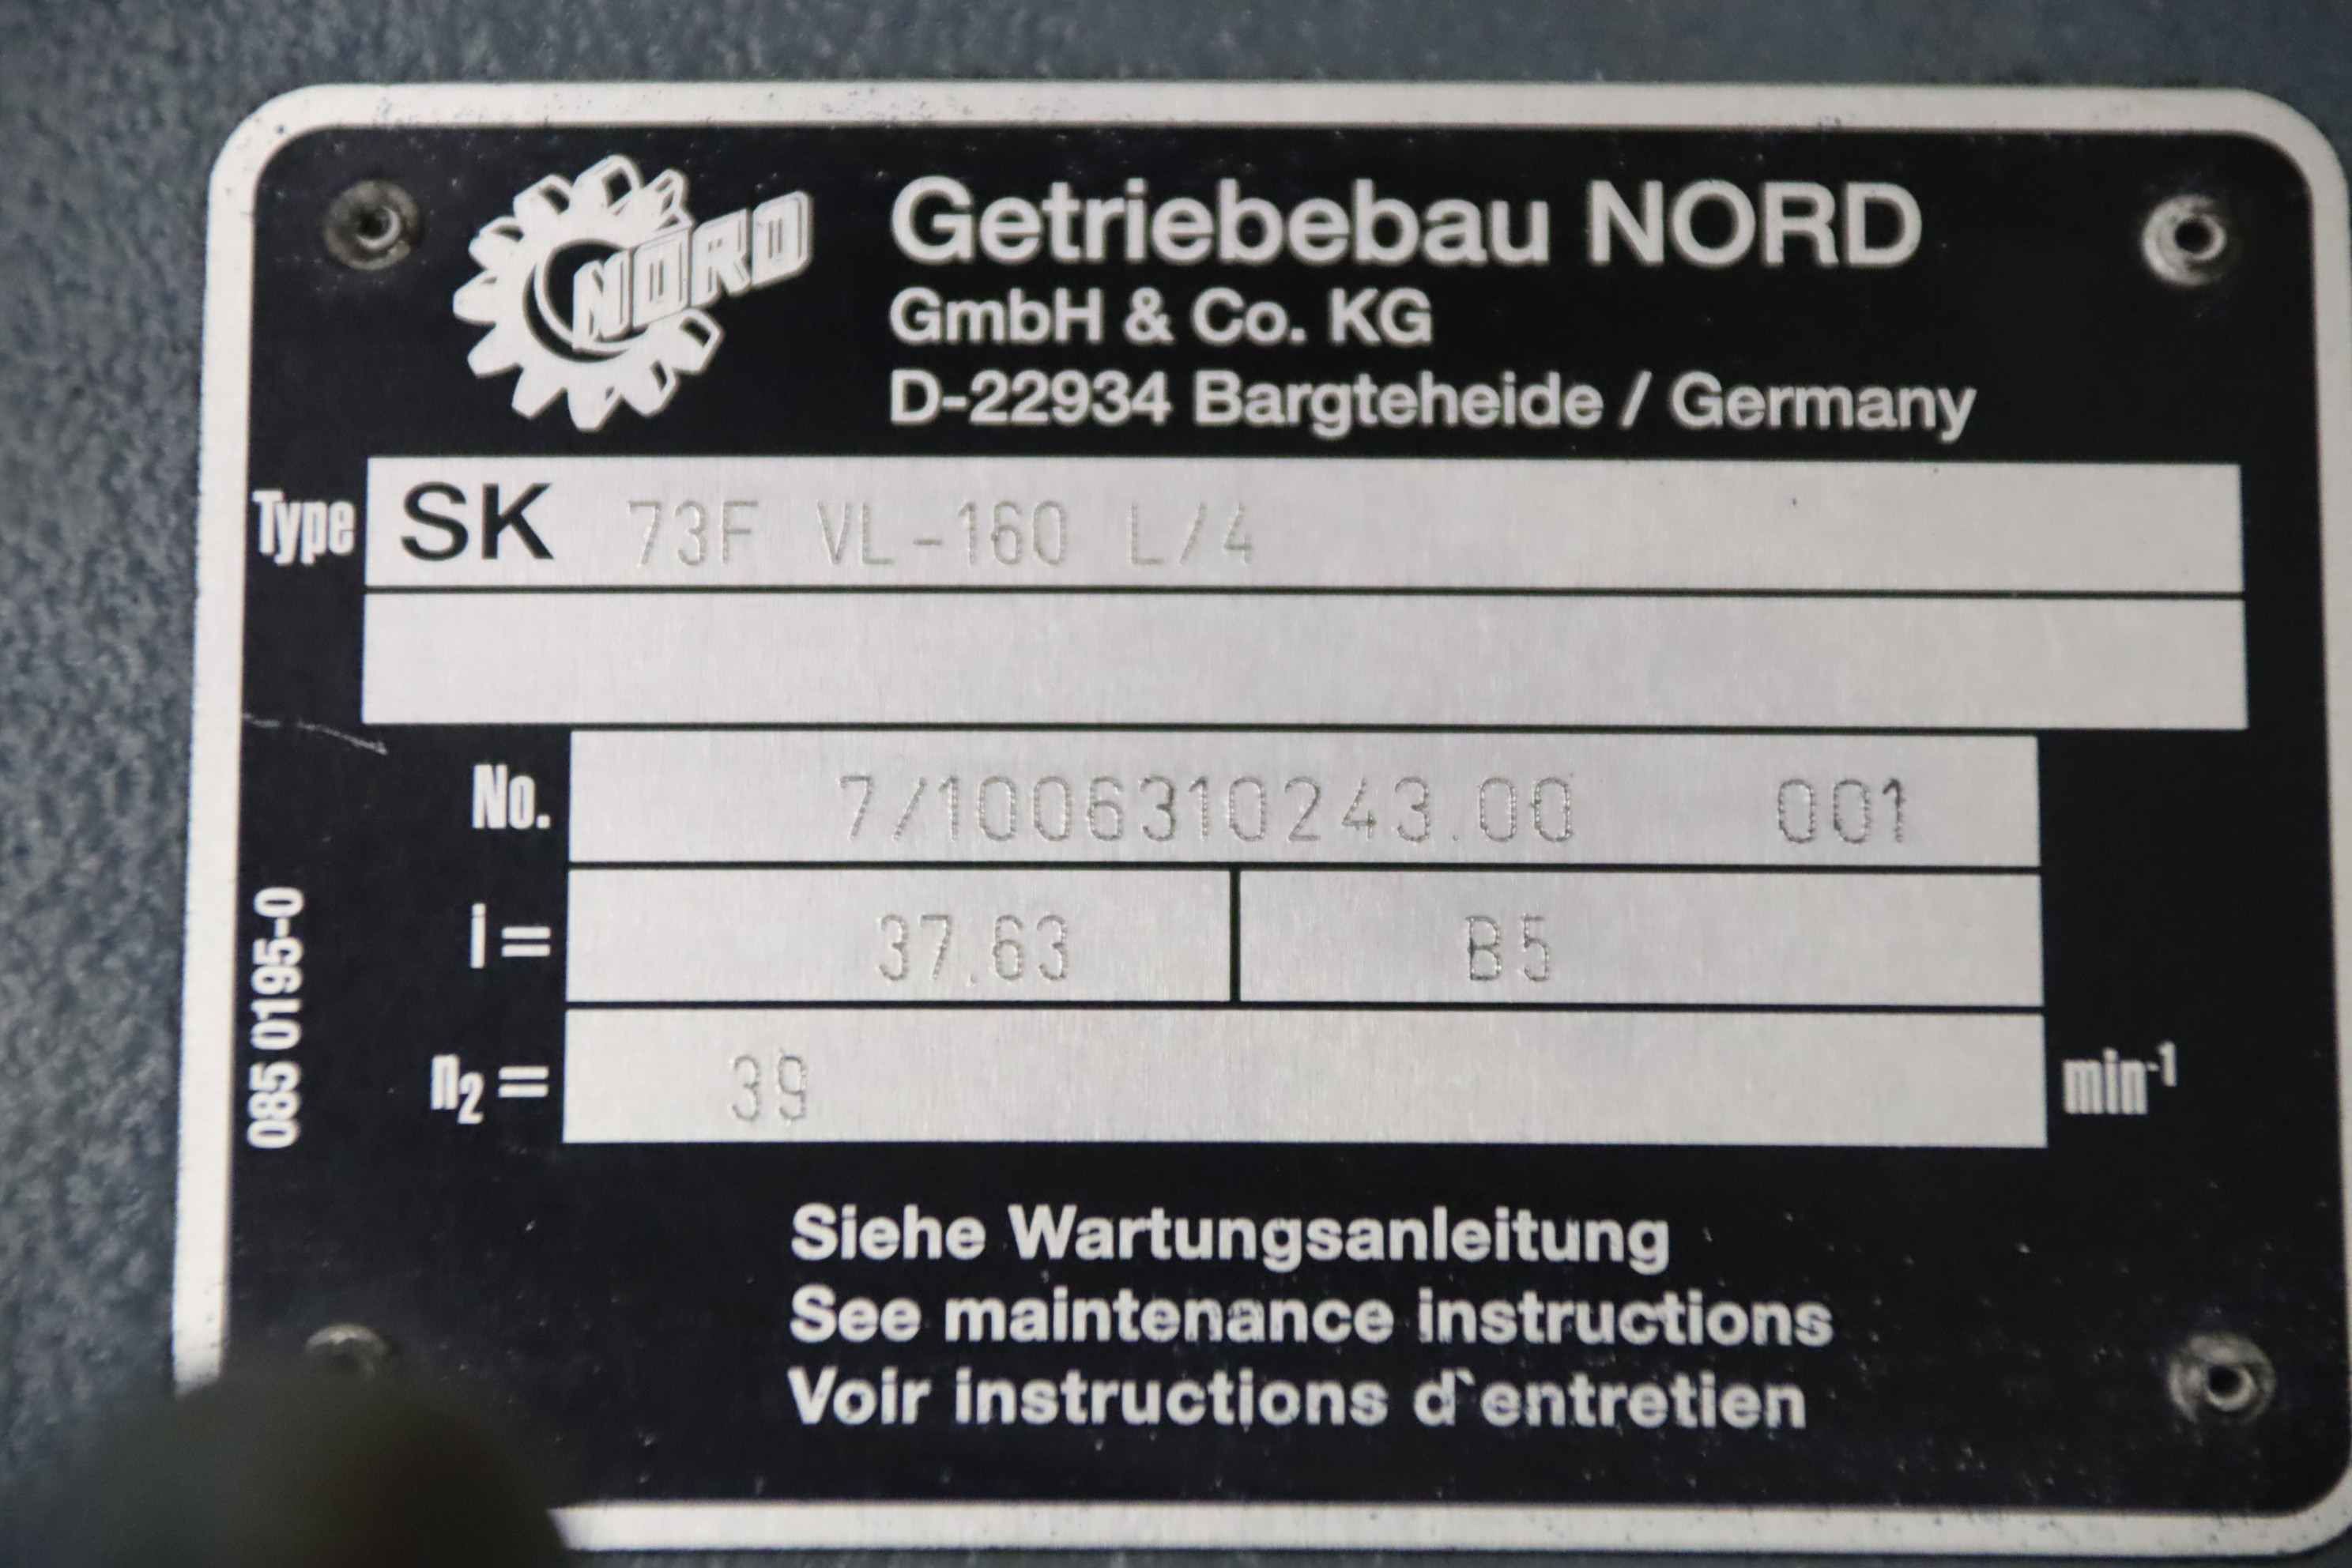 NORD
Getriebebau NORD
GmbH & Co. KG
D-22934 Bargteheide / Germany
Type SK 73F VL-160 L/4
No. 7/1006310243.00 001
i = 37.63 B5
n₂ = 39 min⁻¹
085 0195-0
Siehe Wartungsanleitung
See maintenance instructions
Voir instructions d`entretien